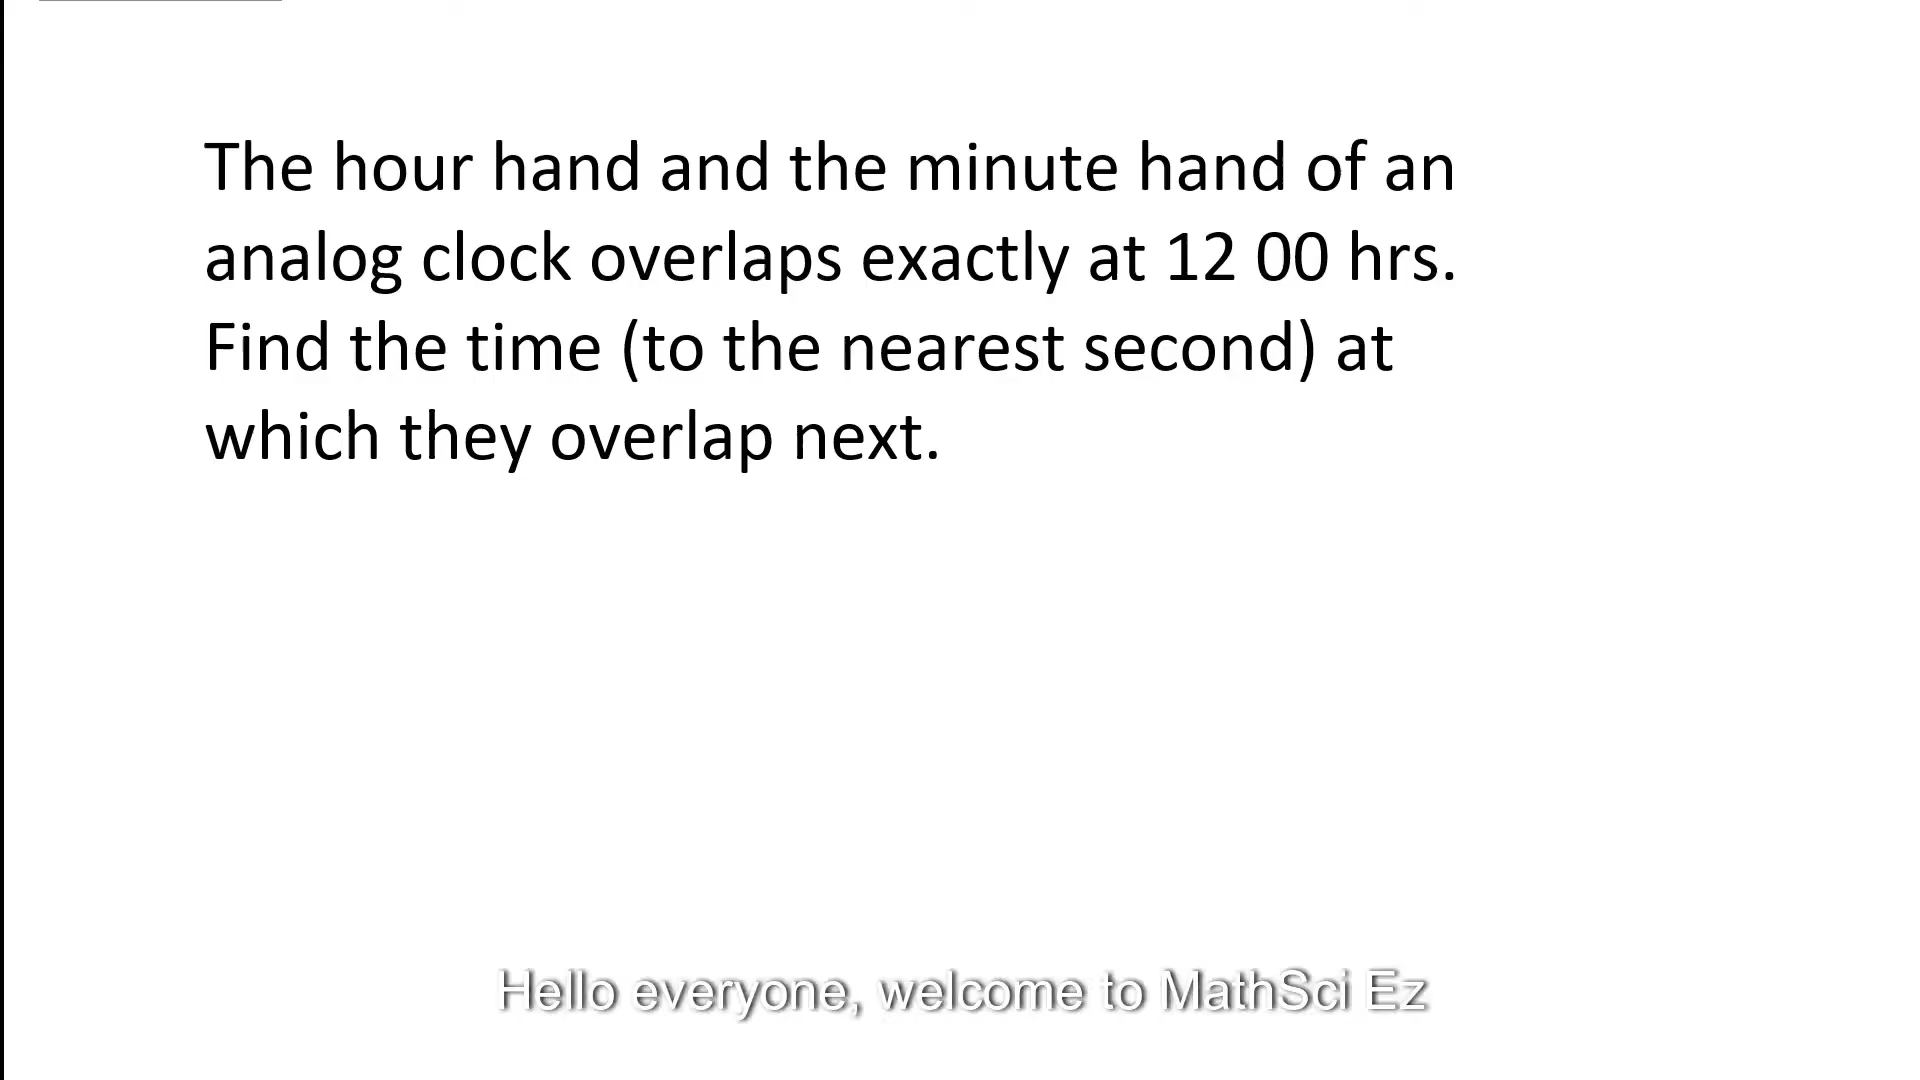 The hour hand and the minute hand of an
analog clock overlaps exactly at 12 00 hrs.
Find the time (to the nearest second) at
which they overlap next.
Hello everyone, welcome to MathSci Ez